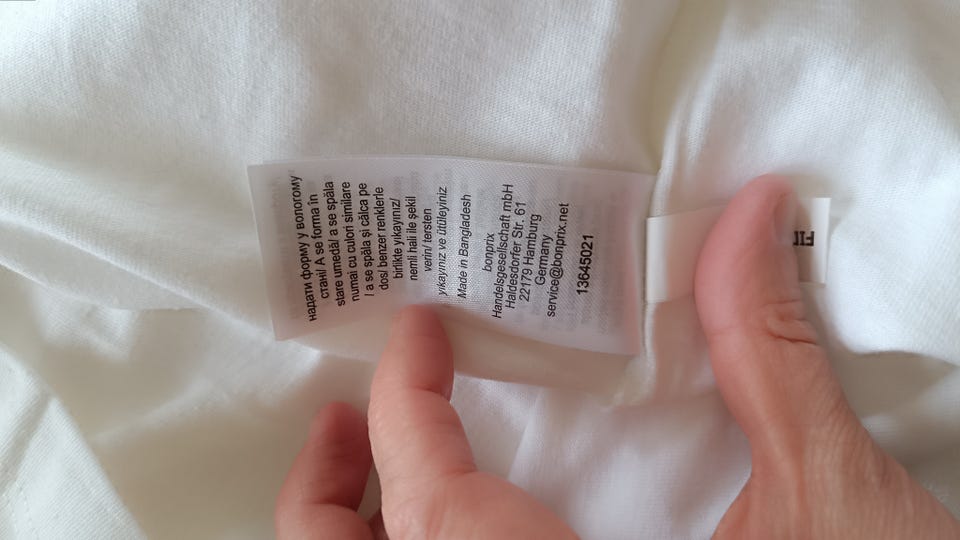 надати форму у вологому
стані/ A se forma în
stare umedă/ a se spăla
numai cu culori similare
/ a se spăla și călca pe
dos/ benzer renklerle
birlikte yikayınız/
nemli hali ile şekil
verin/ tersten
yıkayınız ve ütüleyiniz
Made in Bangladesh
bonprix
Handelsgesellschaft mbH
Haldesdorfer Str. 61
22179 Hamburg
Germany
service@bonprix.net
13645021